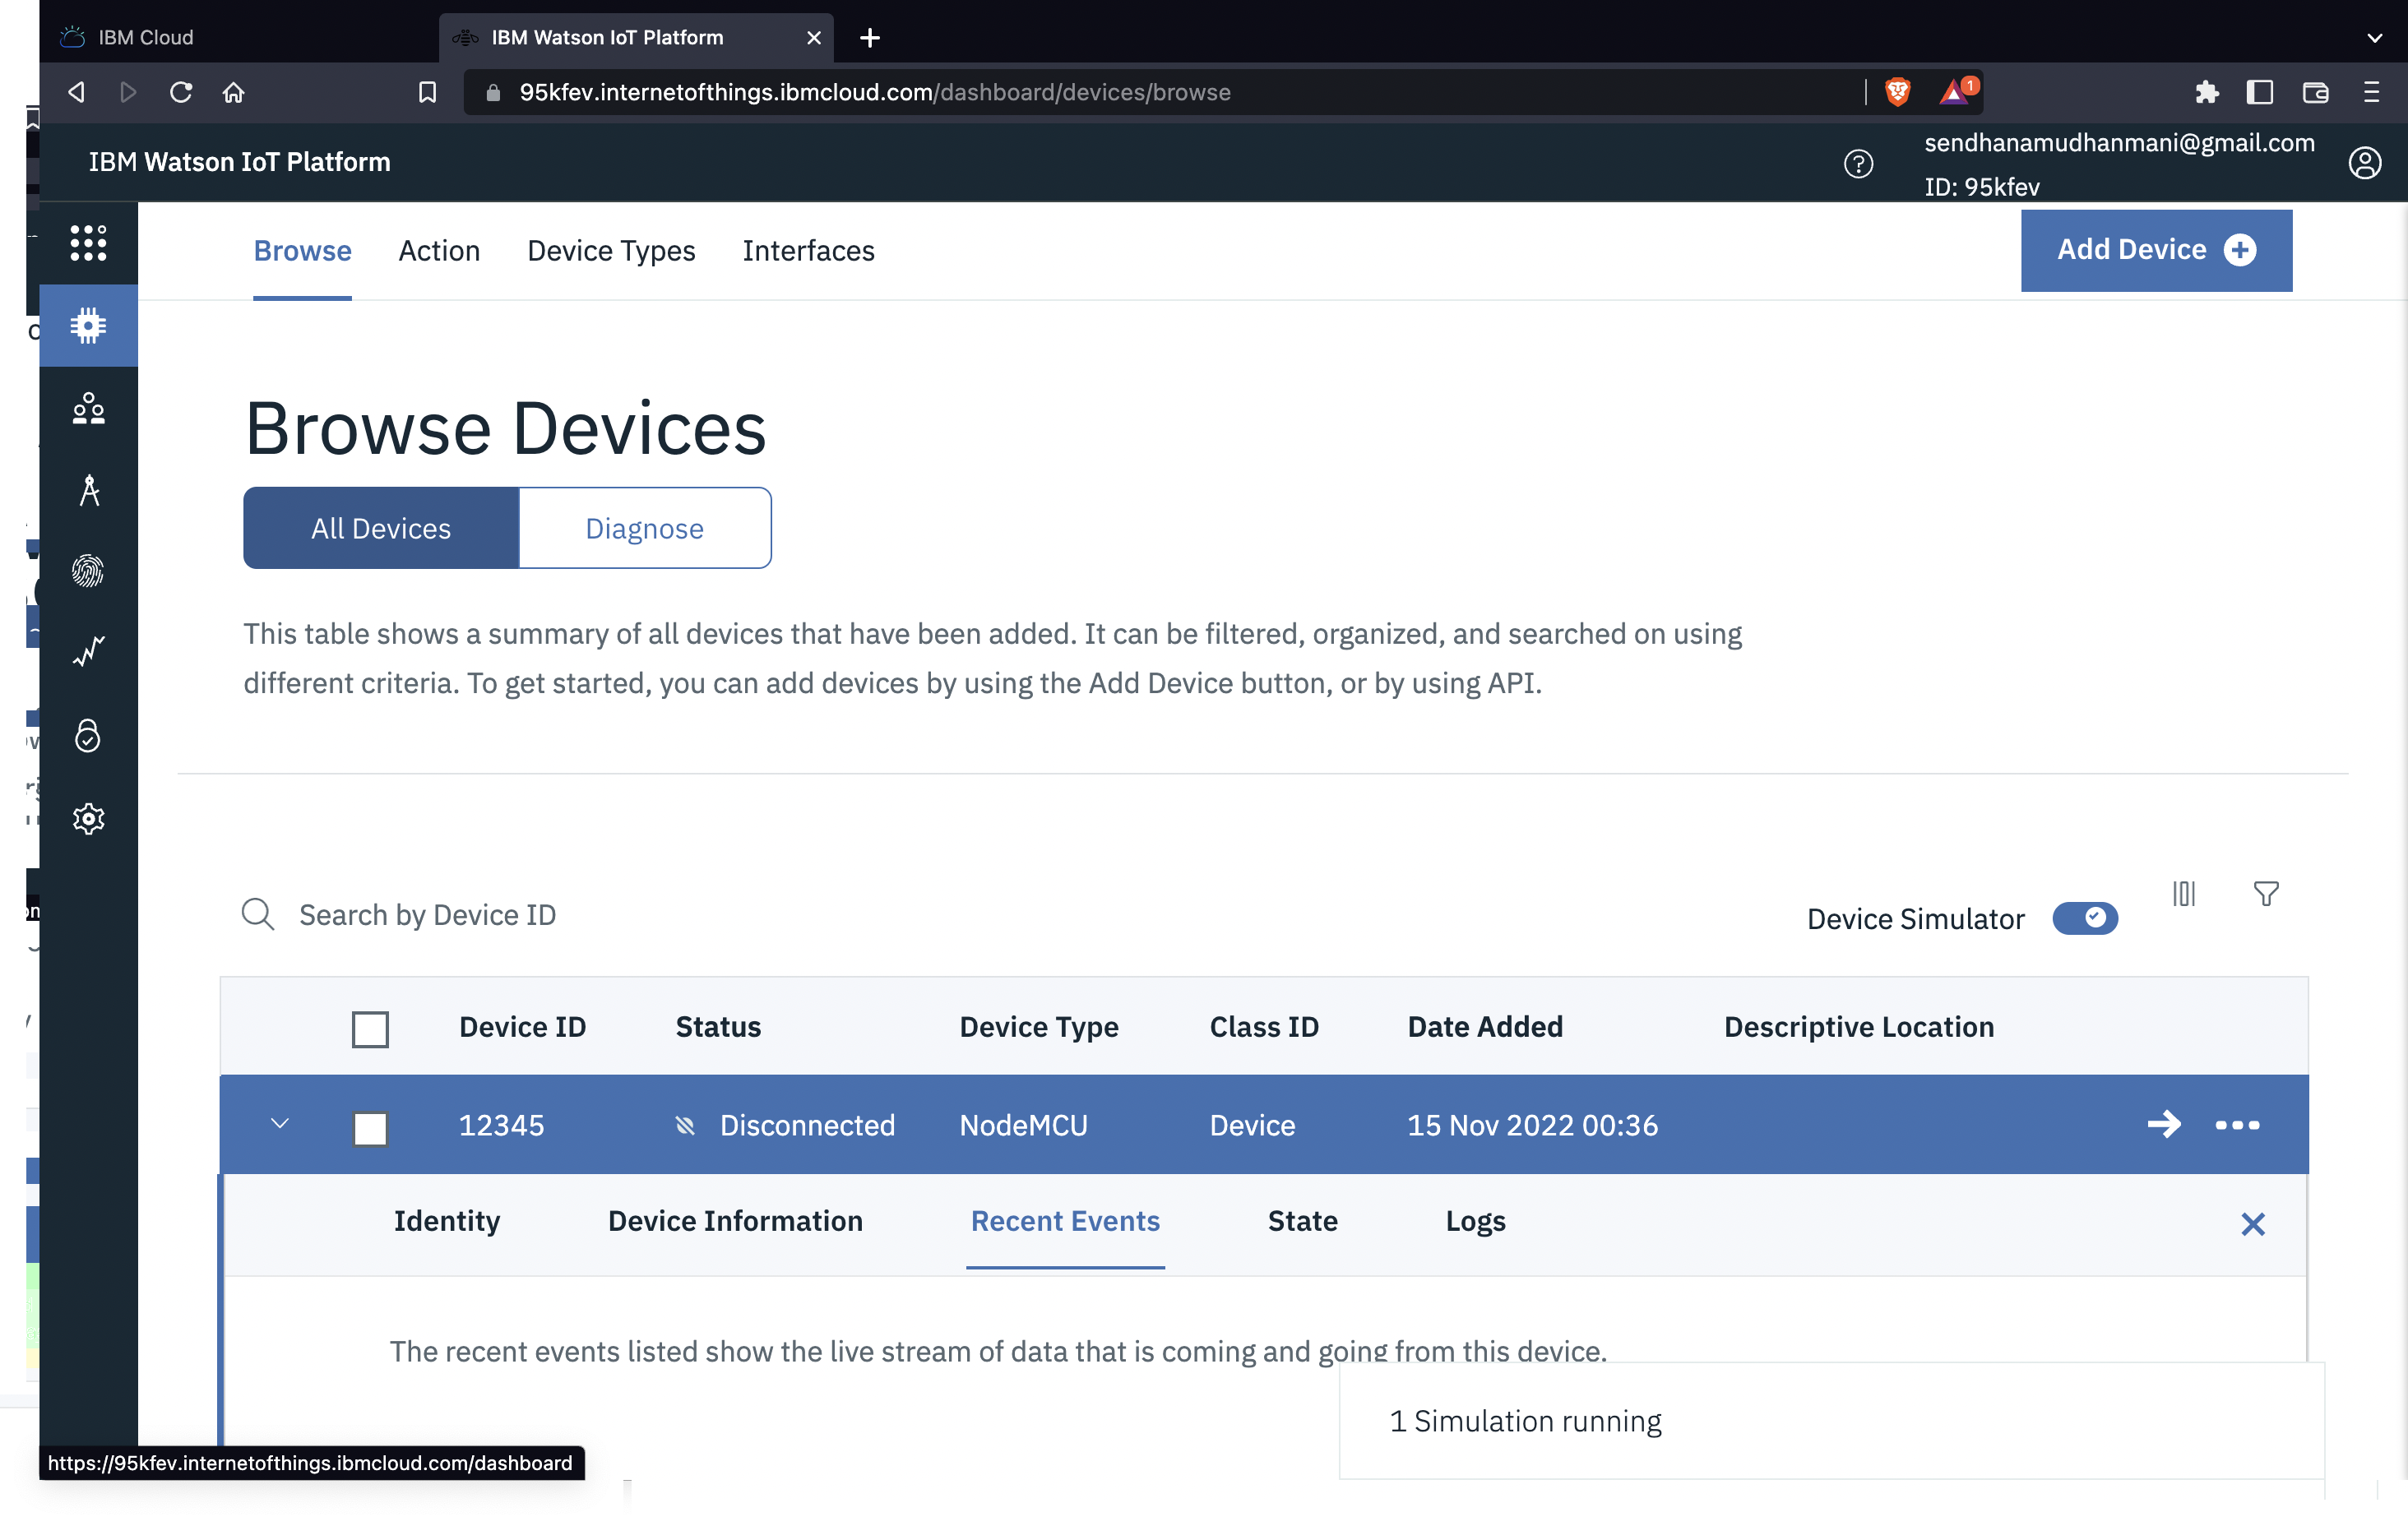 IBM Cloud
IBM Watson IoT Platform
95kfev.internetofthings.ibmcloud.com/dashboard/devices/browse
1
IBM Watson IoT Platform
sendhanamudhanmani@gmail.com
ID: 95kfev
Browse Action Device Types Interfaces
Add Device
Browse Devices
All Devices Diagnose
This table shows a summary of all devices that have been added. It can be filtered, organized, and searched on using
different criteria. To get started, you can add devices by using the Add Device button, or by using API.
Search by Device ID
Device Simulator
Device ID Status Device Type Class ID Date Added Descriptive Location
12345 Disconnected NodeMCU Device 15 Nov 2022 00:36
Identity Device Information Recent Events State Logs
The recent events listed show the live stream of data that is coming and going from this device.
1 Simulation running
https://95kfev.internetofthings.ibmcloud.com/dashboard